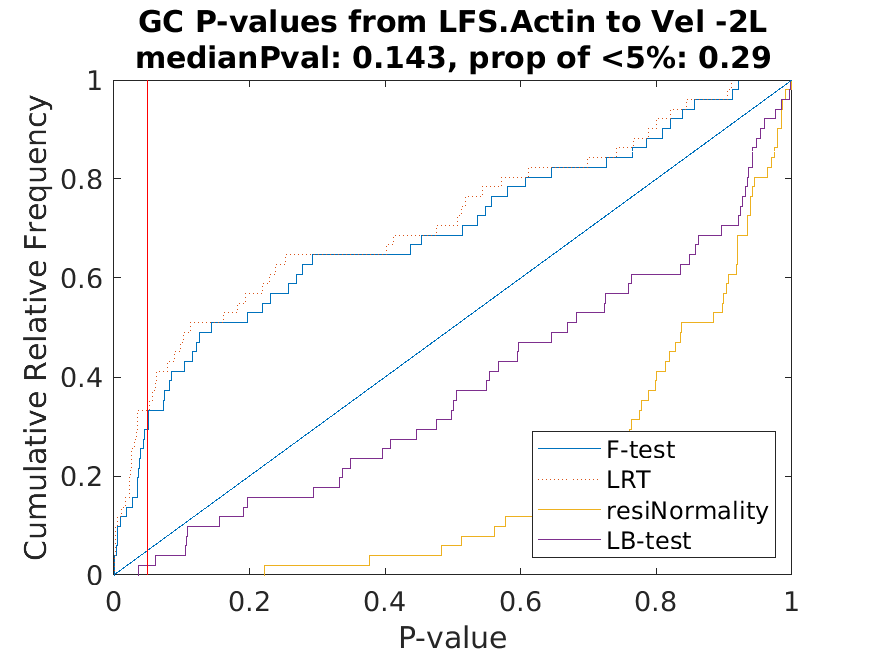 GC P-values from LFS.Actin to Vel -2L
medianPval: 0.143, prop of <5%: 0.29
Cumulative Relative Frequency
1
0.8
0.6
0.4
0.2
0
0
0.2
0.4
0.6
0.8
1
P-value
F-test
LRT
resiNormality
LB-test